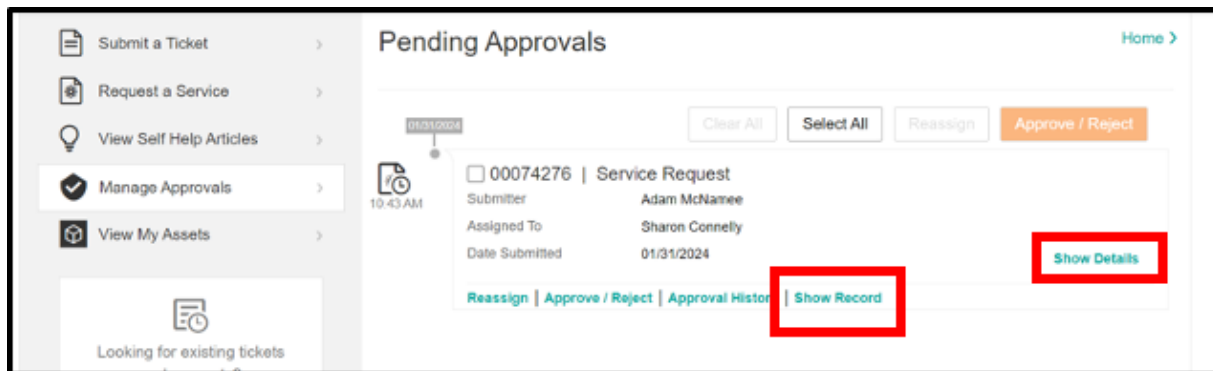 Submit a Ticket
Request a Service
View Self Help Articles
Manage Approvals
View My Assets
Looking for existing tickets
Pending Approvals
Home
Clear All
Select All
Reassign
Approve / Reject
01/31/2024
10:43 AM
00074276 | Service Request
Submitter Adam McNamee
Assigned To Sharon Connelly
Date Submitted 01/31/2024
Show Details
Reassign | Approve / Reject | Approval History | Show Record